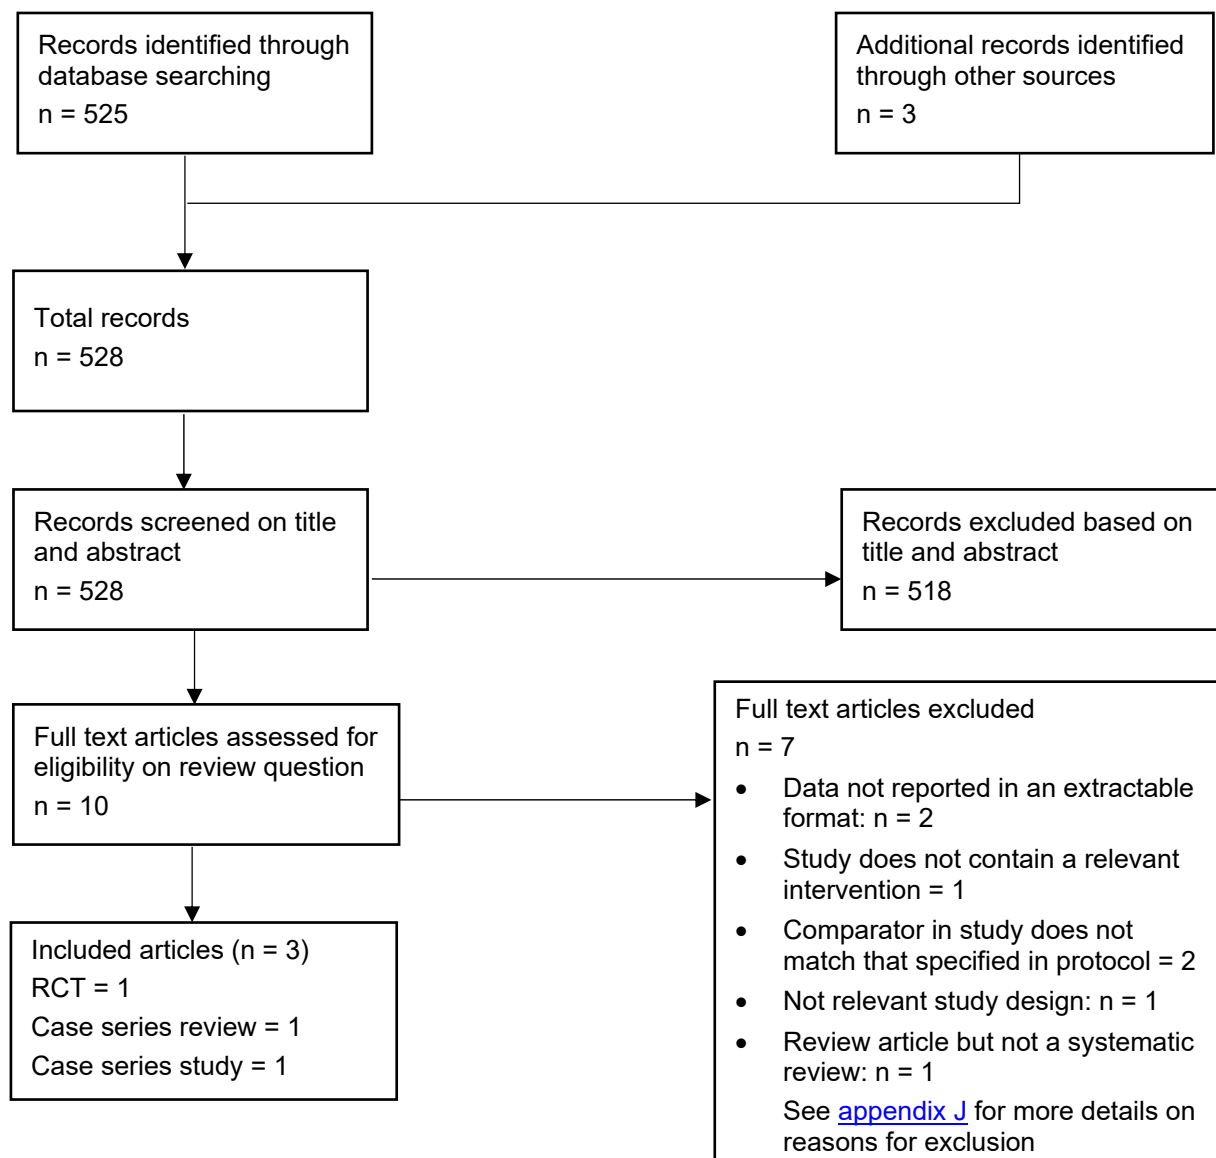 Records identified through
database searching
n = 525
Additional records identified
through other sources
n = 3
Total records
n = 528
Records screened on title
and abstract
n = 528
Records excluded based on
title and abstract
n = 518
Full text articles assessed for
eligibility on review question
n = 10
Full text articles excluded
n = 7
• Data not reported in an extractable
format: n = 2
• Study does not contain a relevant
intervention = 1
• Comparator in study does not
match that specified in protocol = 2
• Not relevant study design: n = 1
• Review article but not a systematic
review: n = 1
See appendix J for more details on
reasons for exclusion
Included articles (n = 3)
RCT = 1
Case series review = 1
Case series study = 1